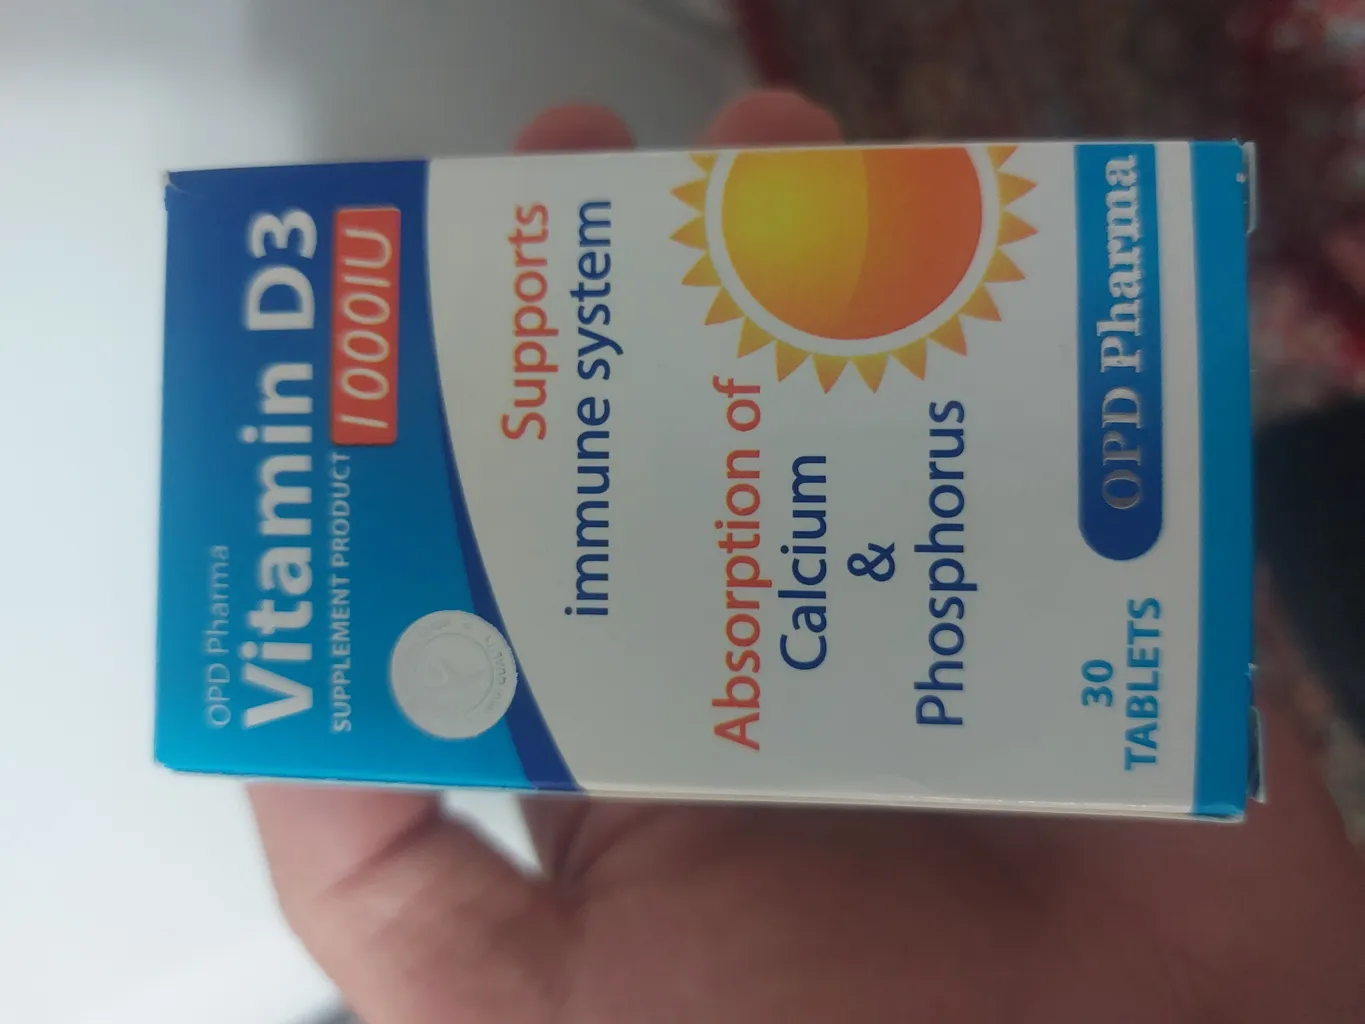 OPD Pharma
Vitamin D3
SUPPLEMENT PRODUCT 1000IU
Supports
immune system
Absorption of
Calcium
&
Phosphorus
30
TABLETS
OPD Pharma